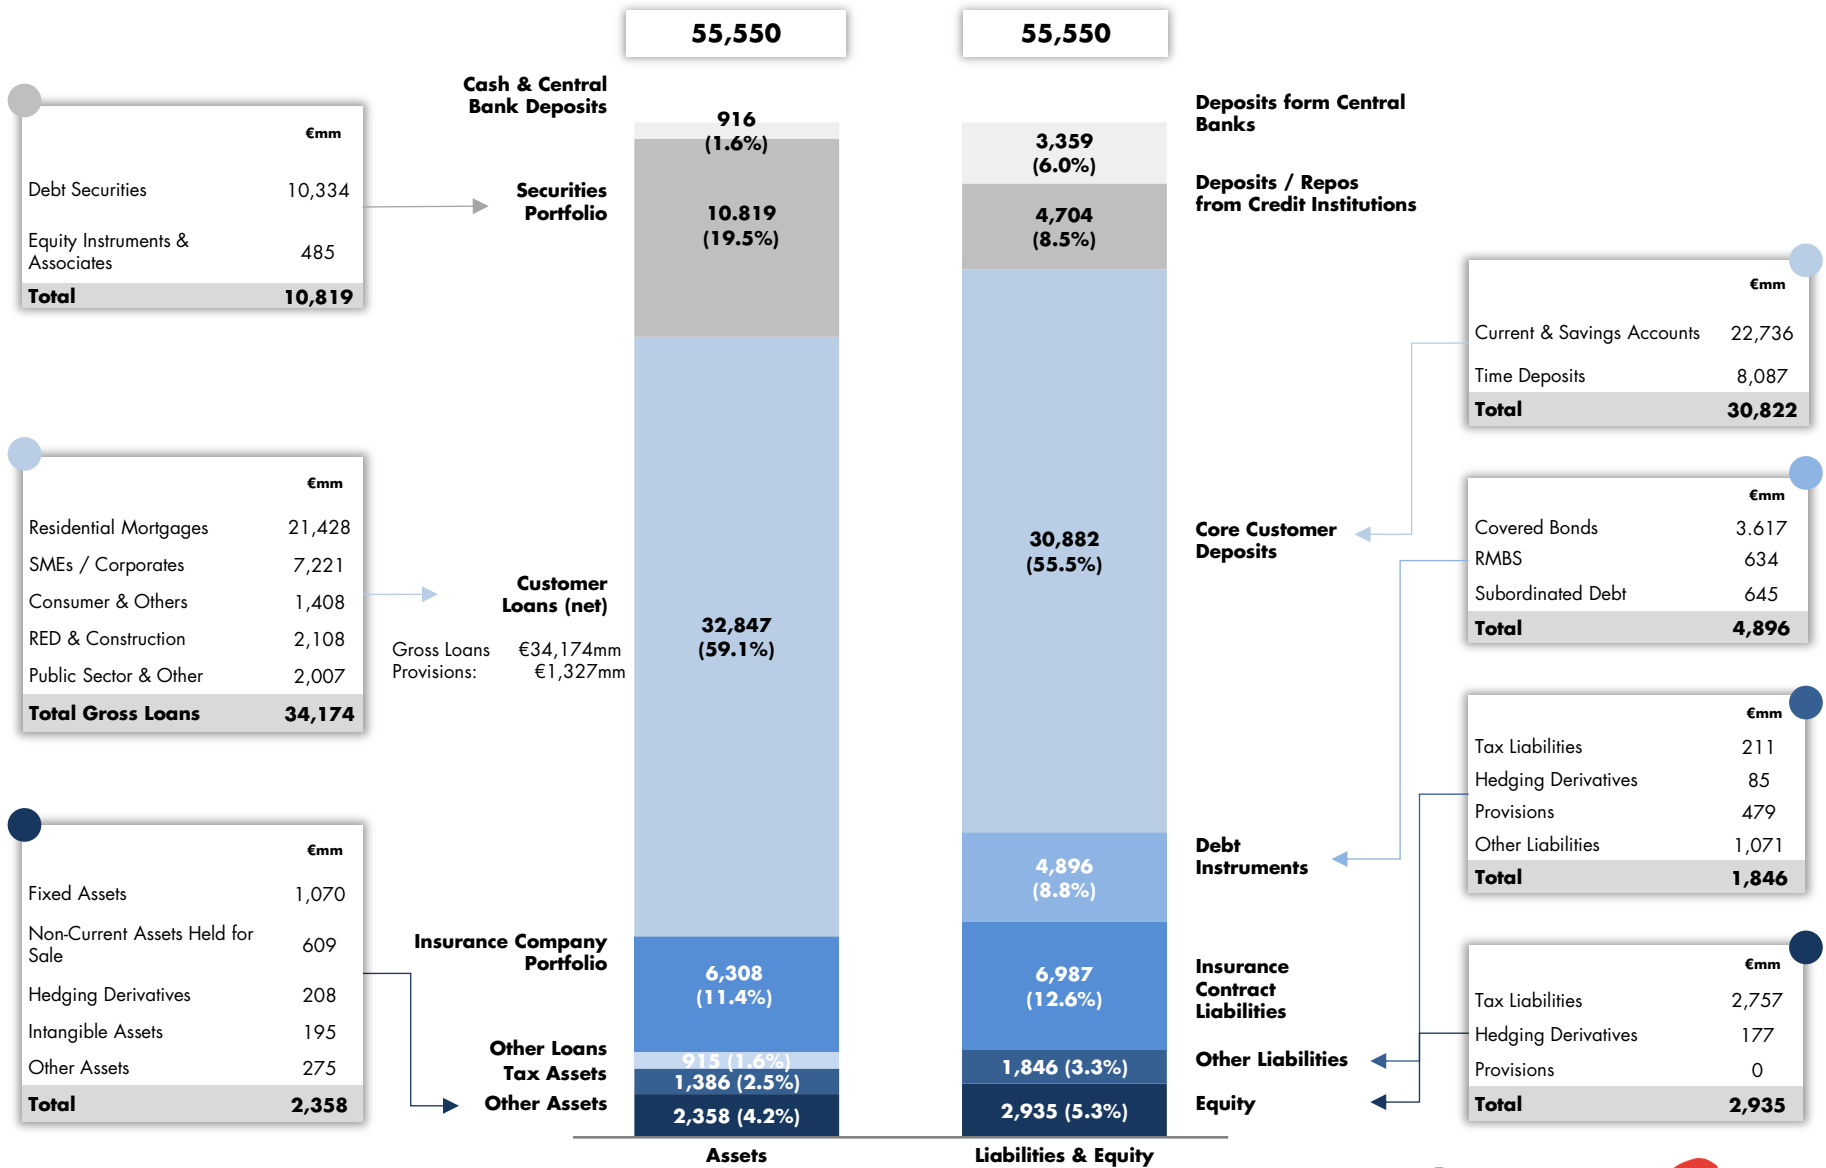 55,550
55,550
Cash & Central
Bank Deposits
916
(1.6%)
Deposits form Central
Banks
3,359
(6.0%)
€mm
Debt Securities 10,334
Equity Instruments &
Associates 485
Total 10,819
Securities
Portfolio
10.819
(19.5%)
Deposits / Repos
from Credit Institutions
4,704
(8.5%)
€mm
Current & Savings Accounts 22,736
Time Deposits 8,087
Total 30,822
€mm
Residential Mortgages 21,428
SMEs / Corporates 7,221
Consumer & Others 1,408
RED & Construction 2,108
Public Sector & Other 2,007
Total Gross Loans 34,174
Customer
Loans (net)
Gross Loans €34,174mm
Provisions: €1,327mm
32,847
(59.1%)
30,882
(55.5%)
Core Customer
Deposits
€mm
Covered Bonds 3.617
RMBS 634
Subordinated Debt 645
Total 4,896
€mm
Tax Liabilities 211
Hedging Derivatives 85
Provisions 479
Other Liabilities 1,071
Total 1,846
4,896
(8.8%)
Debt
Instruments
€mm
Fixed Assets 1,070
Non-Current Assets Held for
Sale 609
Hedging Derivatives 208
Intangible Assets 195
Other Assets 275
Total 2,358
Insurance Company
Portfolio
6,308
(11.4%)
6,987
(12.6%)
Insurance
Contract
Liabilities
€mm
Tax Liabilities 2,757
Hedging Derivatives 177
Provisions 0
Total 2,935
Other Loans 915 (1.6%)
Tax Assets 1,386 (2.5%)
Other Assets 2,358 (4.2%)
1,846 (3.3%) Other Liabilities
2,935 (5.3%) Equity
Assets
Liabilities & Equity